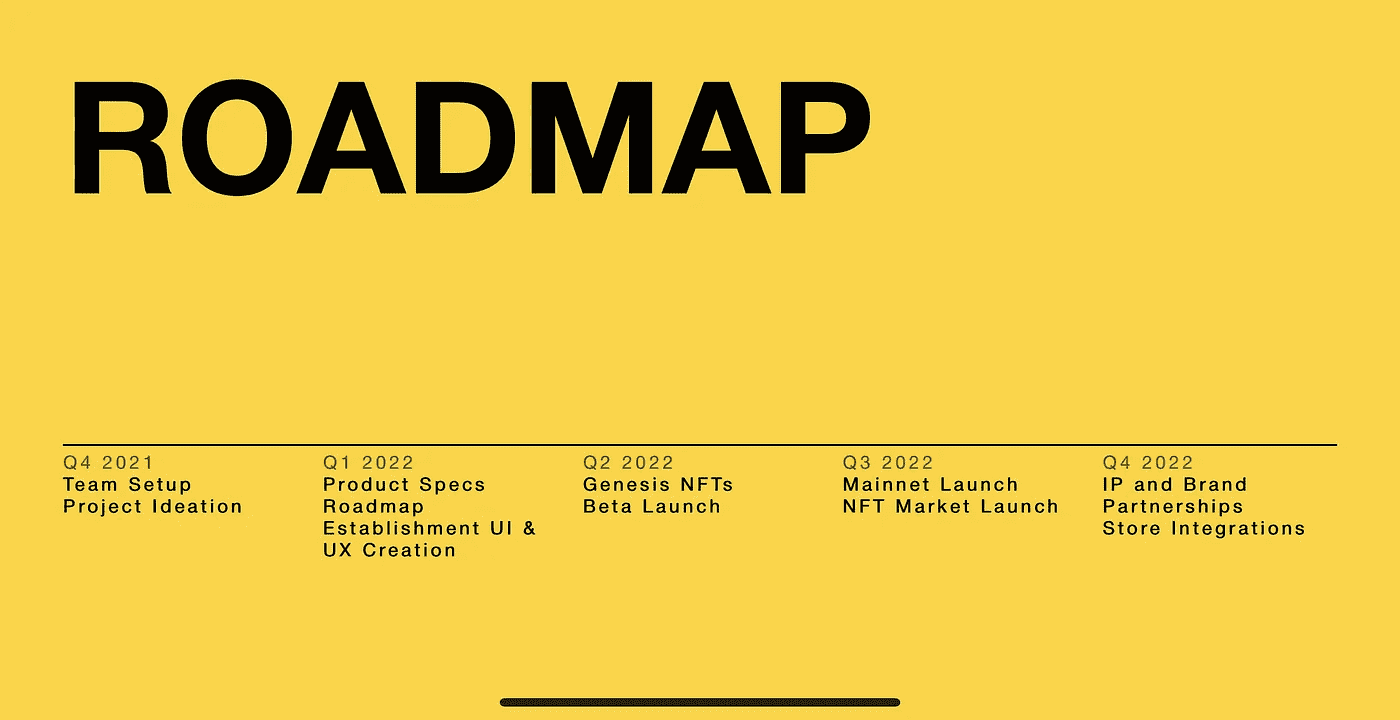 ROADMAP
Q4 2021
Team Setup
Project Ideation
Q1 2022
Product Specs
Roadmap
Establishment UI &
UX Creation
Q2 2022
Genesis NFTs
Beta Launch
Q3 2022
Mainnet Launch
NFT Market Launch
Q4 2022
IP and Brand
Partnerships
Store Integrations